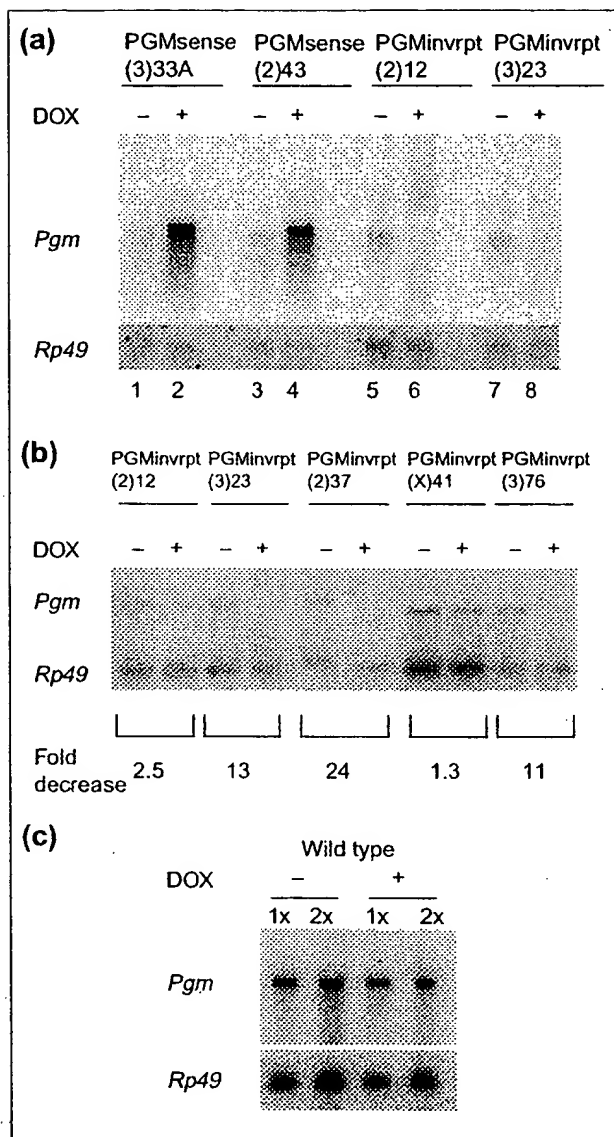 (a)
PGMsense PGMsense PGMinvrpt PGMinvrpt
(3)33A (2)43 (2)12 (3)23
DOX – + – + – + – +
Pgm
Rp49
1 2 3 4 5 6 7 8
(b)
PGMinvrpt PGMinvrpt PGMinvrpt PGMinvrpt PGMinvrpt
(2)12 (3)23 (2)37 (X)41 (3)76
DOX – + – + – + – + – +
Pgm
Rp49
Fold
decrease 2.5 13 24 1.3 11
(c)
Wild type
DOX – +
1x 2x 1x 2x
Pgm
Rp49